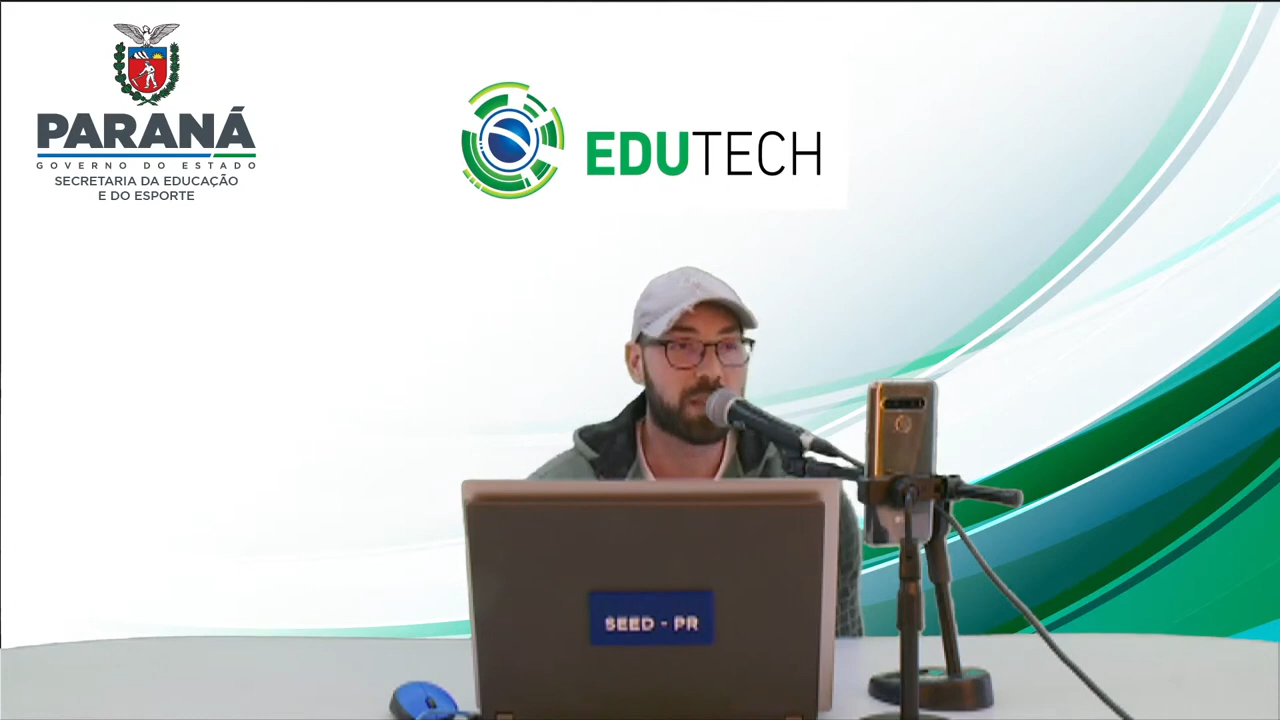 PARANÁ
GOVERNO DO ESTADO
SECRETARIA DA EDUCAÇÃO
E DO ESPORTE
EDUTECH
SEED - PR